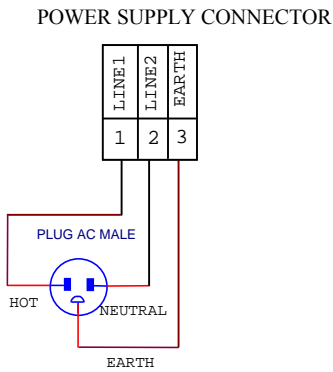 POWER SUPPLY CONNECTOR
LINE1
LINE2
EARTH
1 2 3
PLUG AC MALE
HOT
NEUTRAL
EARTH